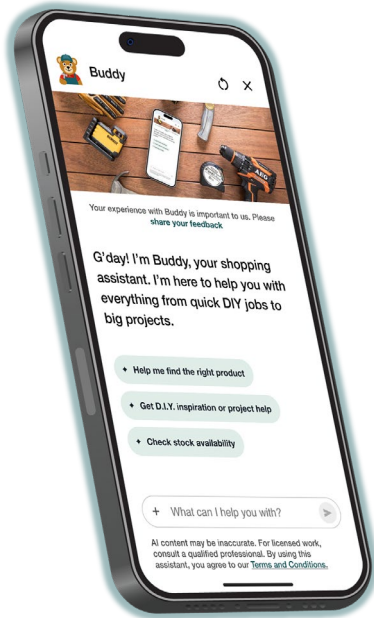 Buddy
AEG
Your experience with Buddy is important to us. Please
share your feedback
G'day! I'm Buddy, your shopping
assistant. I'm here to help you with
everything from quick DIY jobs to
big projects.
Help me find the right product
Get D.I.Y. inspiration or project help
Check stock availability
What can I help you with?
AI content may be inaccurate. For licensed work,
consult a qualified professional. By using this
assistant, you agree to our Terms and Conditions.